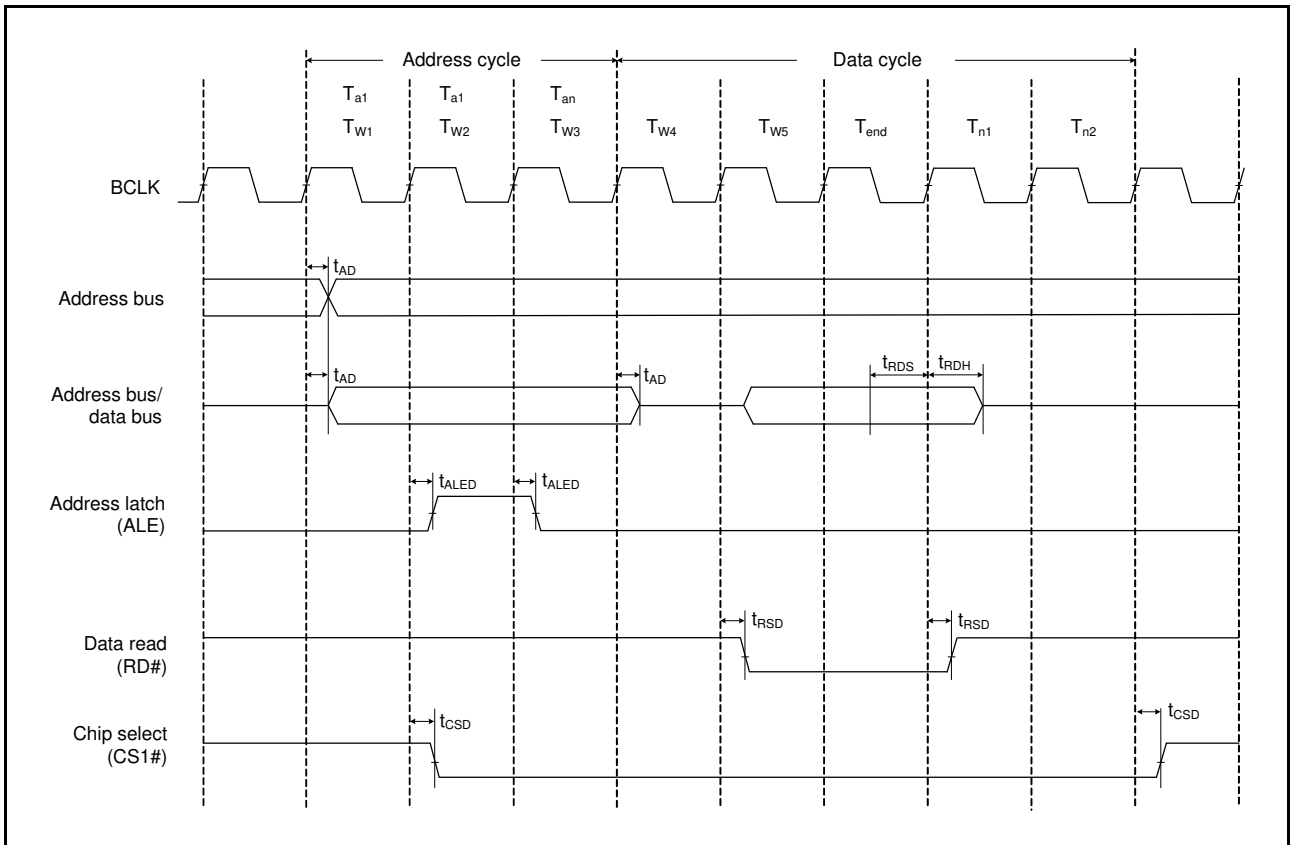 Address cycle Data cycle
Ta1 Ta1 Tan
TW1 TW2 TW3 TW4 TW5 Tend Tn1 Tn2
BCLK
tAD
Address bus
tAD tAD tRDS tRDH
Address bus/
data bus
tALED tALED
Address latch
(ALE)
tRSD tRSD
Data read
(RD#)
tCSD tCSD
Chip select
(CS1#)